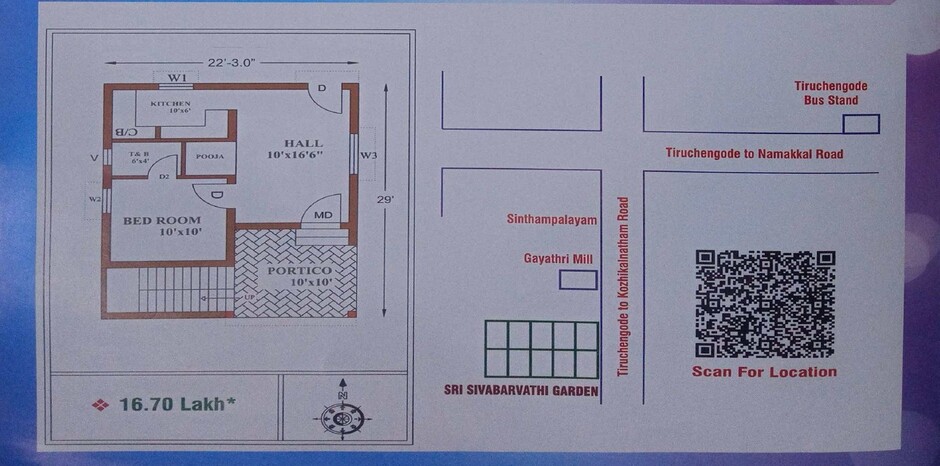 22'-3.0"
W1
D
KITCHEN
10'x6'
C/B
HALL
10'x16'6"
W3
V
T& B
6'x4'
POOJA
D2
D
W2
29'
MD
BED ROOM
10'x10'
PORTICO
10'x10'
UP
16.70 Lakh*
N
Tiruchengode
Bus Stand
Tiruchengode to Namakkal Road
Sinthampalayam
Gayathri Mill
Tiruchengode to Kozhikalnatham Road
SRI SIVABARVATHI GARDEN
Scan For Location